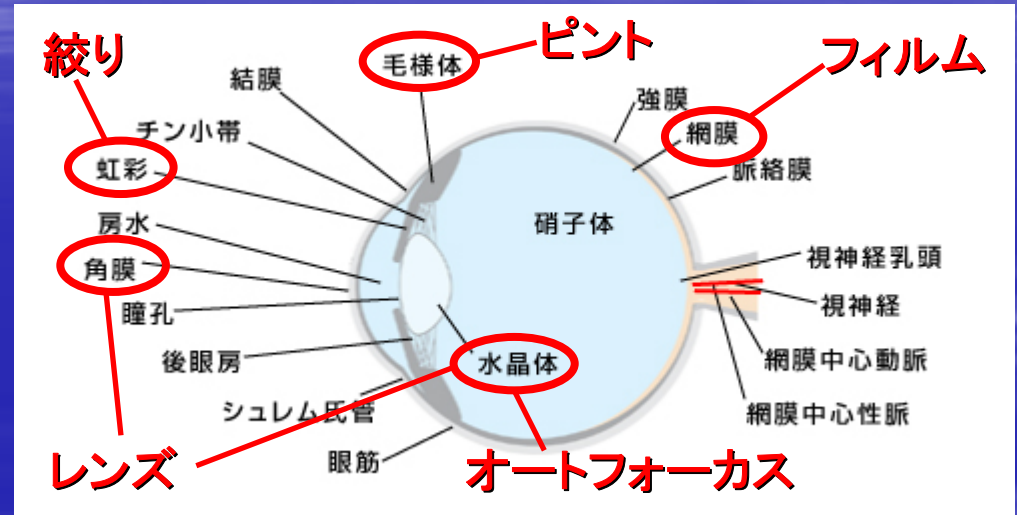 絞り
ピント
フィルム
毛様体
結膜
強膜
チン小帯
網膜
虹彩
脈絡膜
房水
硝子体
角膜
視神経乳頭
瞳孔
視神経
後眼房
水晶体
網膜中心動脈
シュレム氏管
網膜中心性脈
眼筋
レンズ
オートフォーカス